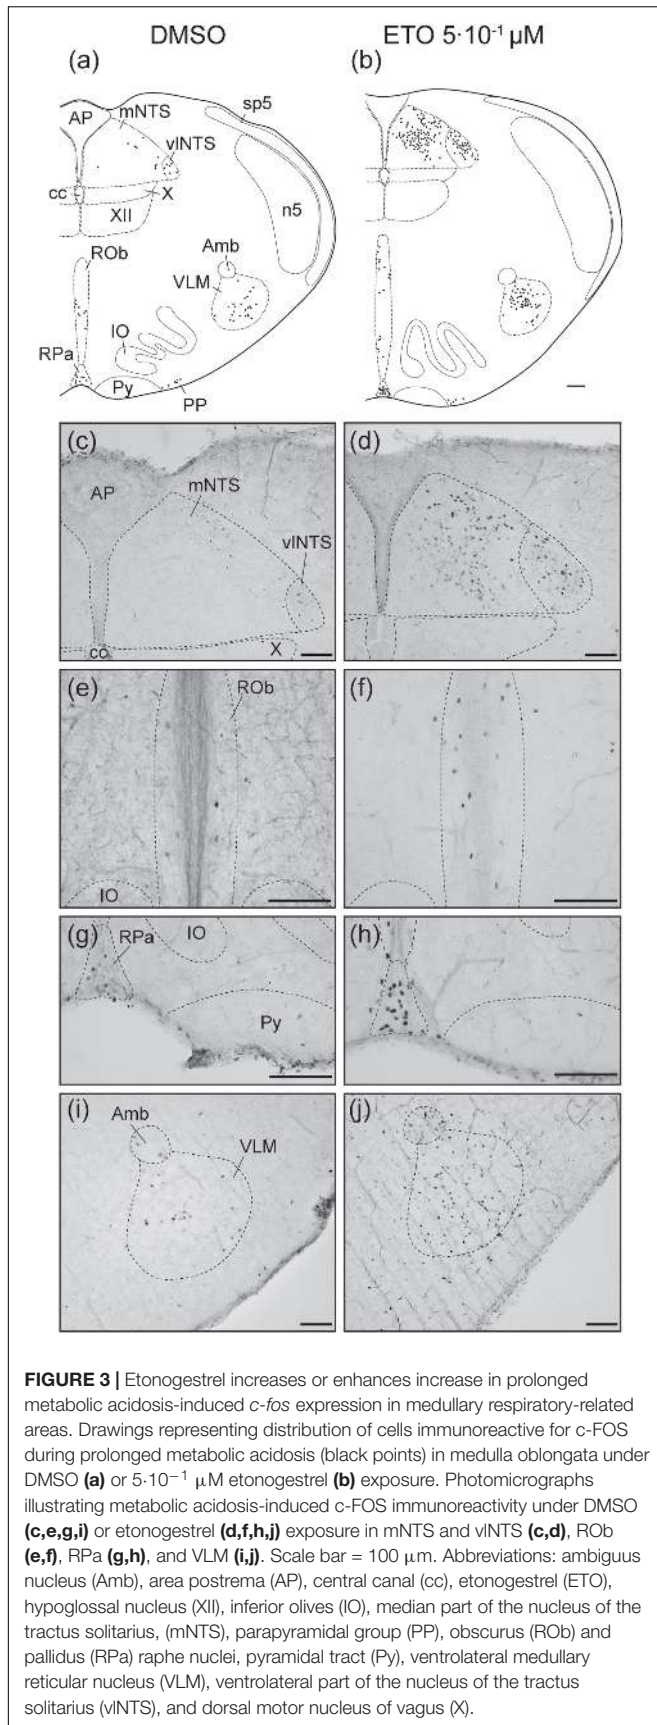 DMSO
ETO 5·10⁻¹ µM
(a)
(b)
AP
mNTS
sp5
vlNTS
cc
X
XII
n5
ROb
Amb
VLM
IO
RPa
Py
PP
(c)
(d)
AP
mNTS
vlNTS
cc
X
(e)
(f)
ROb
IO
(g)
(h)
RPa
IO
Py
(i)
(j)
Amb
VLM
FIGURE 3 | Etonogestrel increases or enhances increase in prolonged
metabolic acidosis-induced c-fos expression in medullary respiratory-related
areas. Drawings representing distribution of cells immunoreactive for c-FOS
during prolonged metabolic acidosis (black points) in medulla oblongata under
DMSO (a) or 5·10⁻¹ µM etonogestrel (b) exposure. Photomicrographs
illustrating metabolic acidosis-induced c-FOS immunoreactivity under DMSO
(c,e,g,i) or etonogestrel (d,f,h,j) exposure in mNTS and vlNTS (c,d), ROb
(e,f), RPa (g,h), and VLM (i,j). Scale bar = 100 µm. Abbreviations: ambiguus
nucleus (Amb), area postrema (AP), central canal (cc), etonogestrel (ETO),
hypoglossal nucleus (XII), inferior olives (IO), median part of the nucleus of the
tractus solitarius, (mNTS), parapyramidal group (PP), obscurus (ROb) and
pallidus (RPa) raphe nuclei, pyramidal tract (Py), ventrolateral medullary
reticular nucleus (VLM), ventrolateral part of the nucleus of the tractus
solitarius (vlNTS), and dorsal motor nucleus of vagus (X).